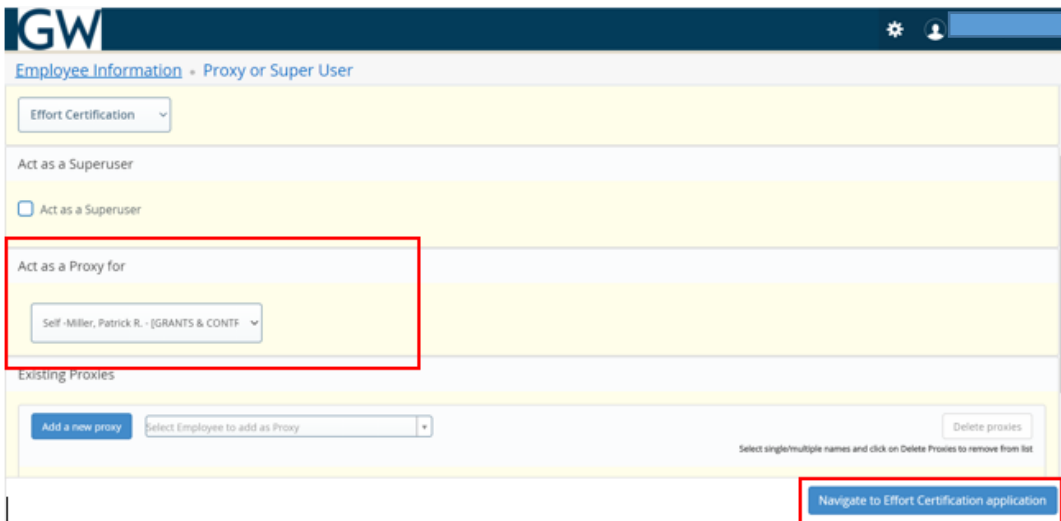 GW
Employee Information • Proxy or Super User
Effort Certification
Act as a Superuser
Act as a Superuser
Act as a Proxy for
Self -Miller, Patrick R. - [GRANTS & CONTF
Existing Proxies
Add a new proxy Select Employee to add as Proxy Delete proxies
Select single/multiple names and click on Delete Proxies to remove from list
Navigate to Effort Certification application